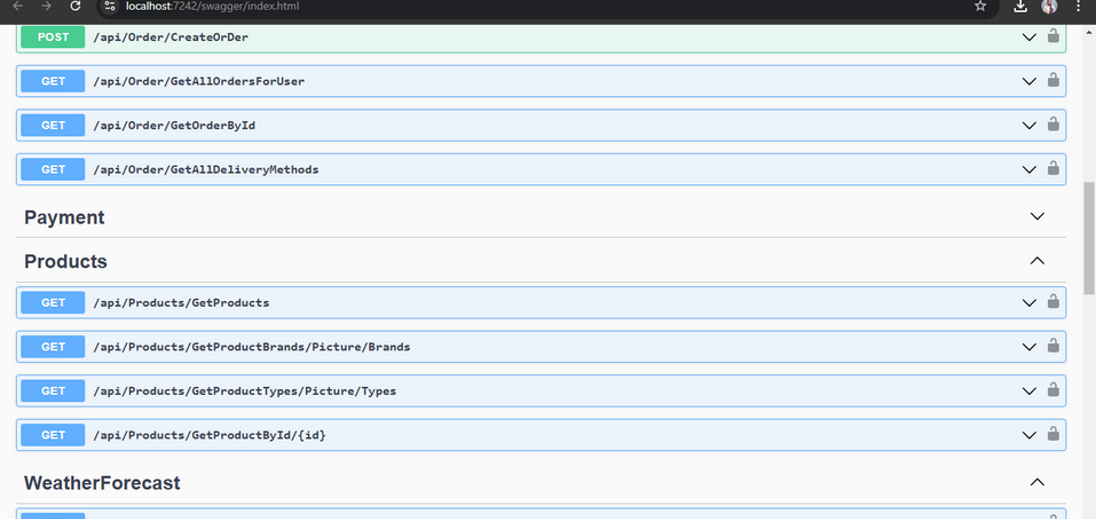 localhost:7242/swagger/index.html
POST /api/Order/CreateOrDer
GET /api/Order/GetAllOrdersForUser
GET /api/Order/GetOrderById
GET /api/Order/GetAllDeliveryMethods
Payment
Products
GET /api/Products/GetProducts
GET /api/Products/GetProductBrands/Picture/Brands
GET /api/Products/GetProductTypes/Picture/Types
GET /api/Products/GetProductById/{id}
WeatherForecast